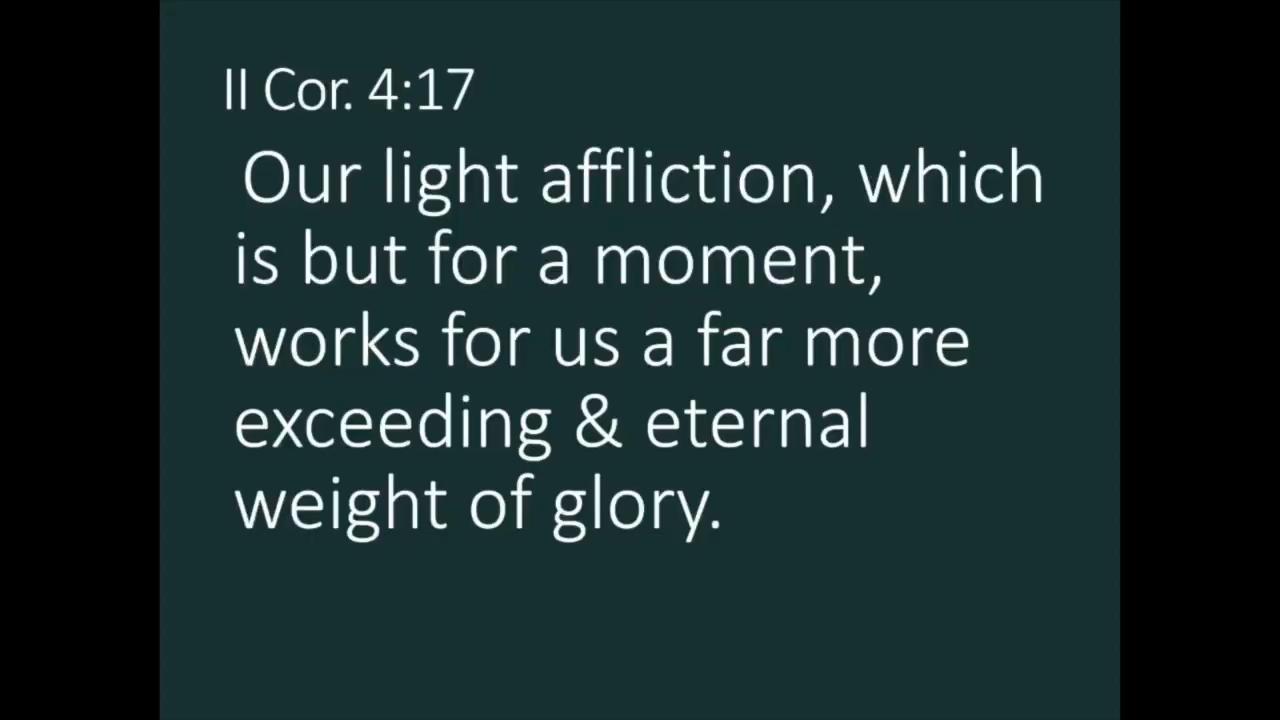 II Cor. 4:17
Our light affliction, which
is but for a moment,
works for us a far more
exceeding & eternal
weight of glory.